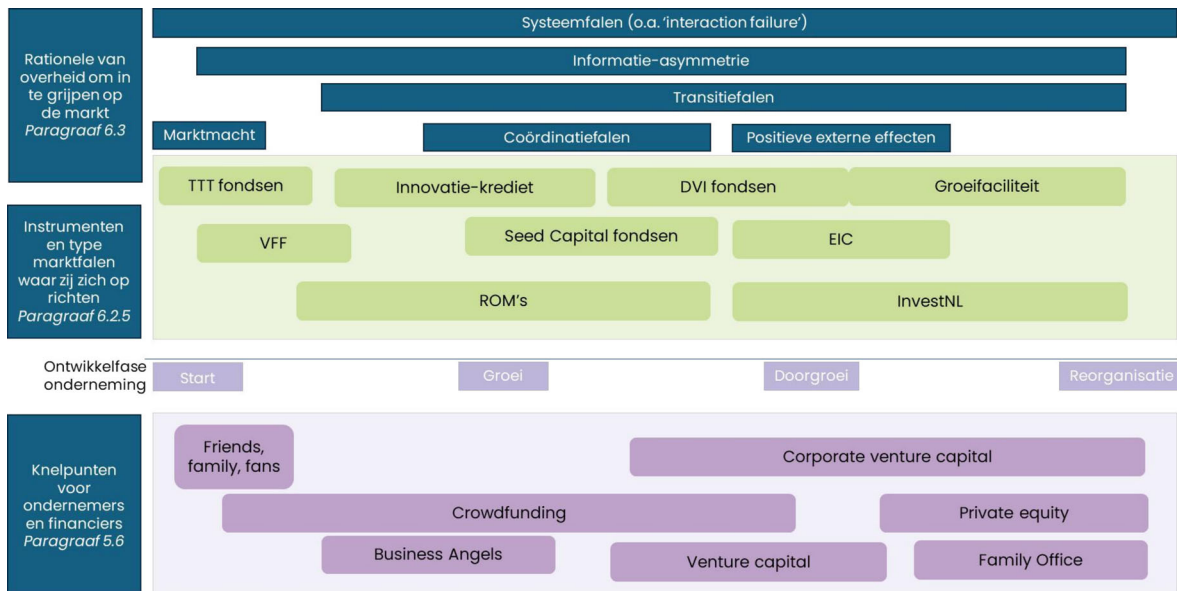 Rationele van
overheid om in
te grijpen op
de markt
Paragraaf 6.3
Systeemfalen (o.a. ‘interaction failure’)
Informatie-asymmetrie
Transitiefalen
Marktmacht
Coördinatiefalen
Positieve externe effecten
Instrumenten
en type
marktfalen
waar zij zich op
richten
Paragraaf 6.2.5
TTT fondsen
Innovatie-krediet
DVI fondsen
Groeifaciliteit
VFF
Seed Capital fondsen
EIC
ROM’s
InvestNL
Ontwikkelfase
onderneming
Start
Groei
Doorgroei
Reorganisatie
Knelpunten
voor
ondernemers
en financiers
Paragraaf 5.6
Friends,
family, fans
Corporate venture capital
Crowdfunding
Private equity
Business Angels
Venture capital
Family Office